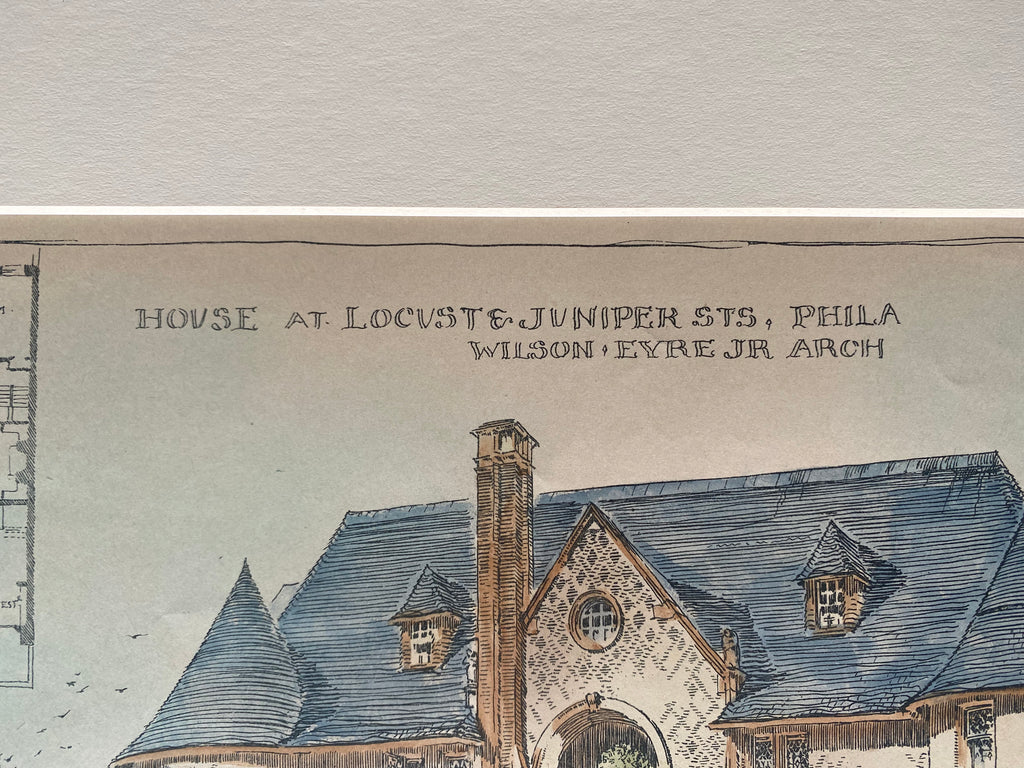 HOUSE AT. LOCUST & JUNIPER STS, PHILA
WILSON · EYRE JR ARCH